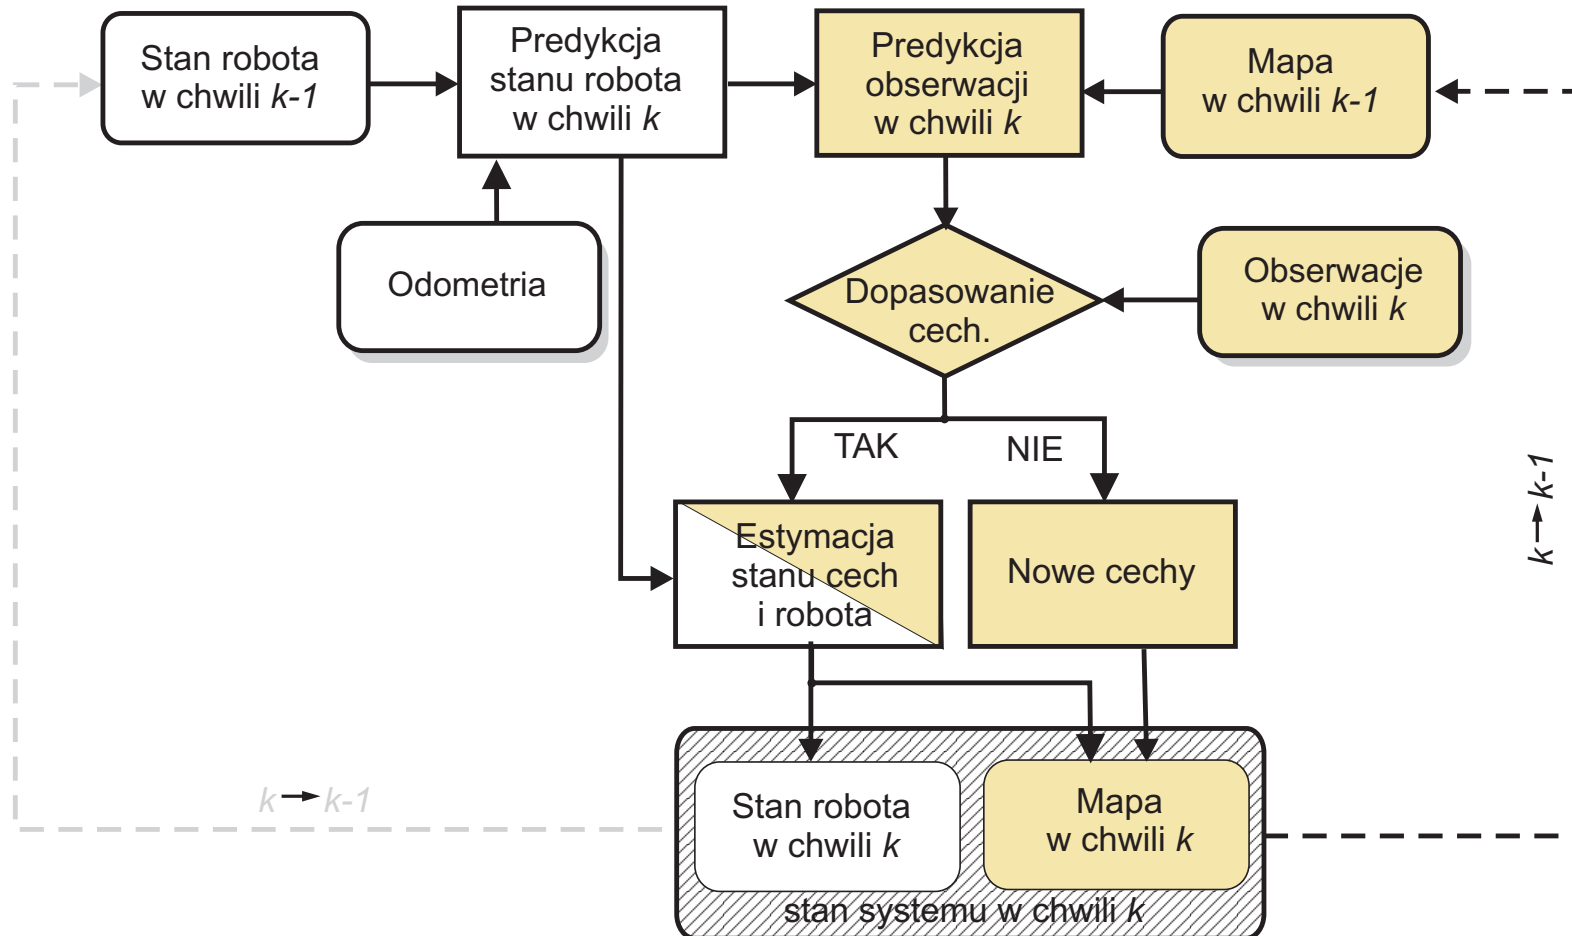 Stan robota
w chwili k-1
Predykcja
stanu robota
w chwili k
Predykcja
obserwacji
w chwili k
Mapa
w chwili k-1
Odometria
Dopasowanie
cech.
Obserwacje
w chwili k
TAK
NIE
Estymacja
stanu cech
i robota
Nowe cechy
k→k-1
k→k-1
Stan robota
w chwili k
Mapa
w chwili k
stan systemu w chwili k